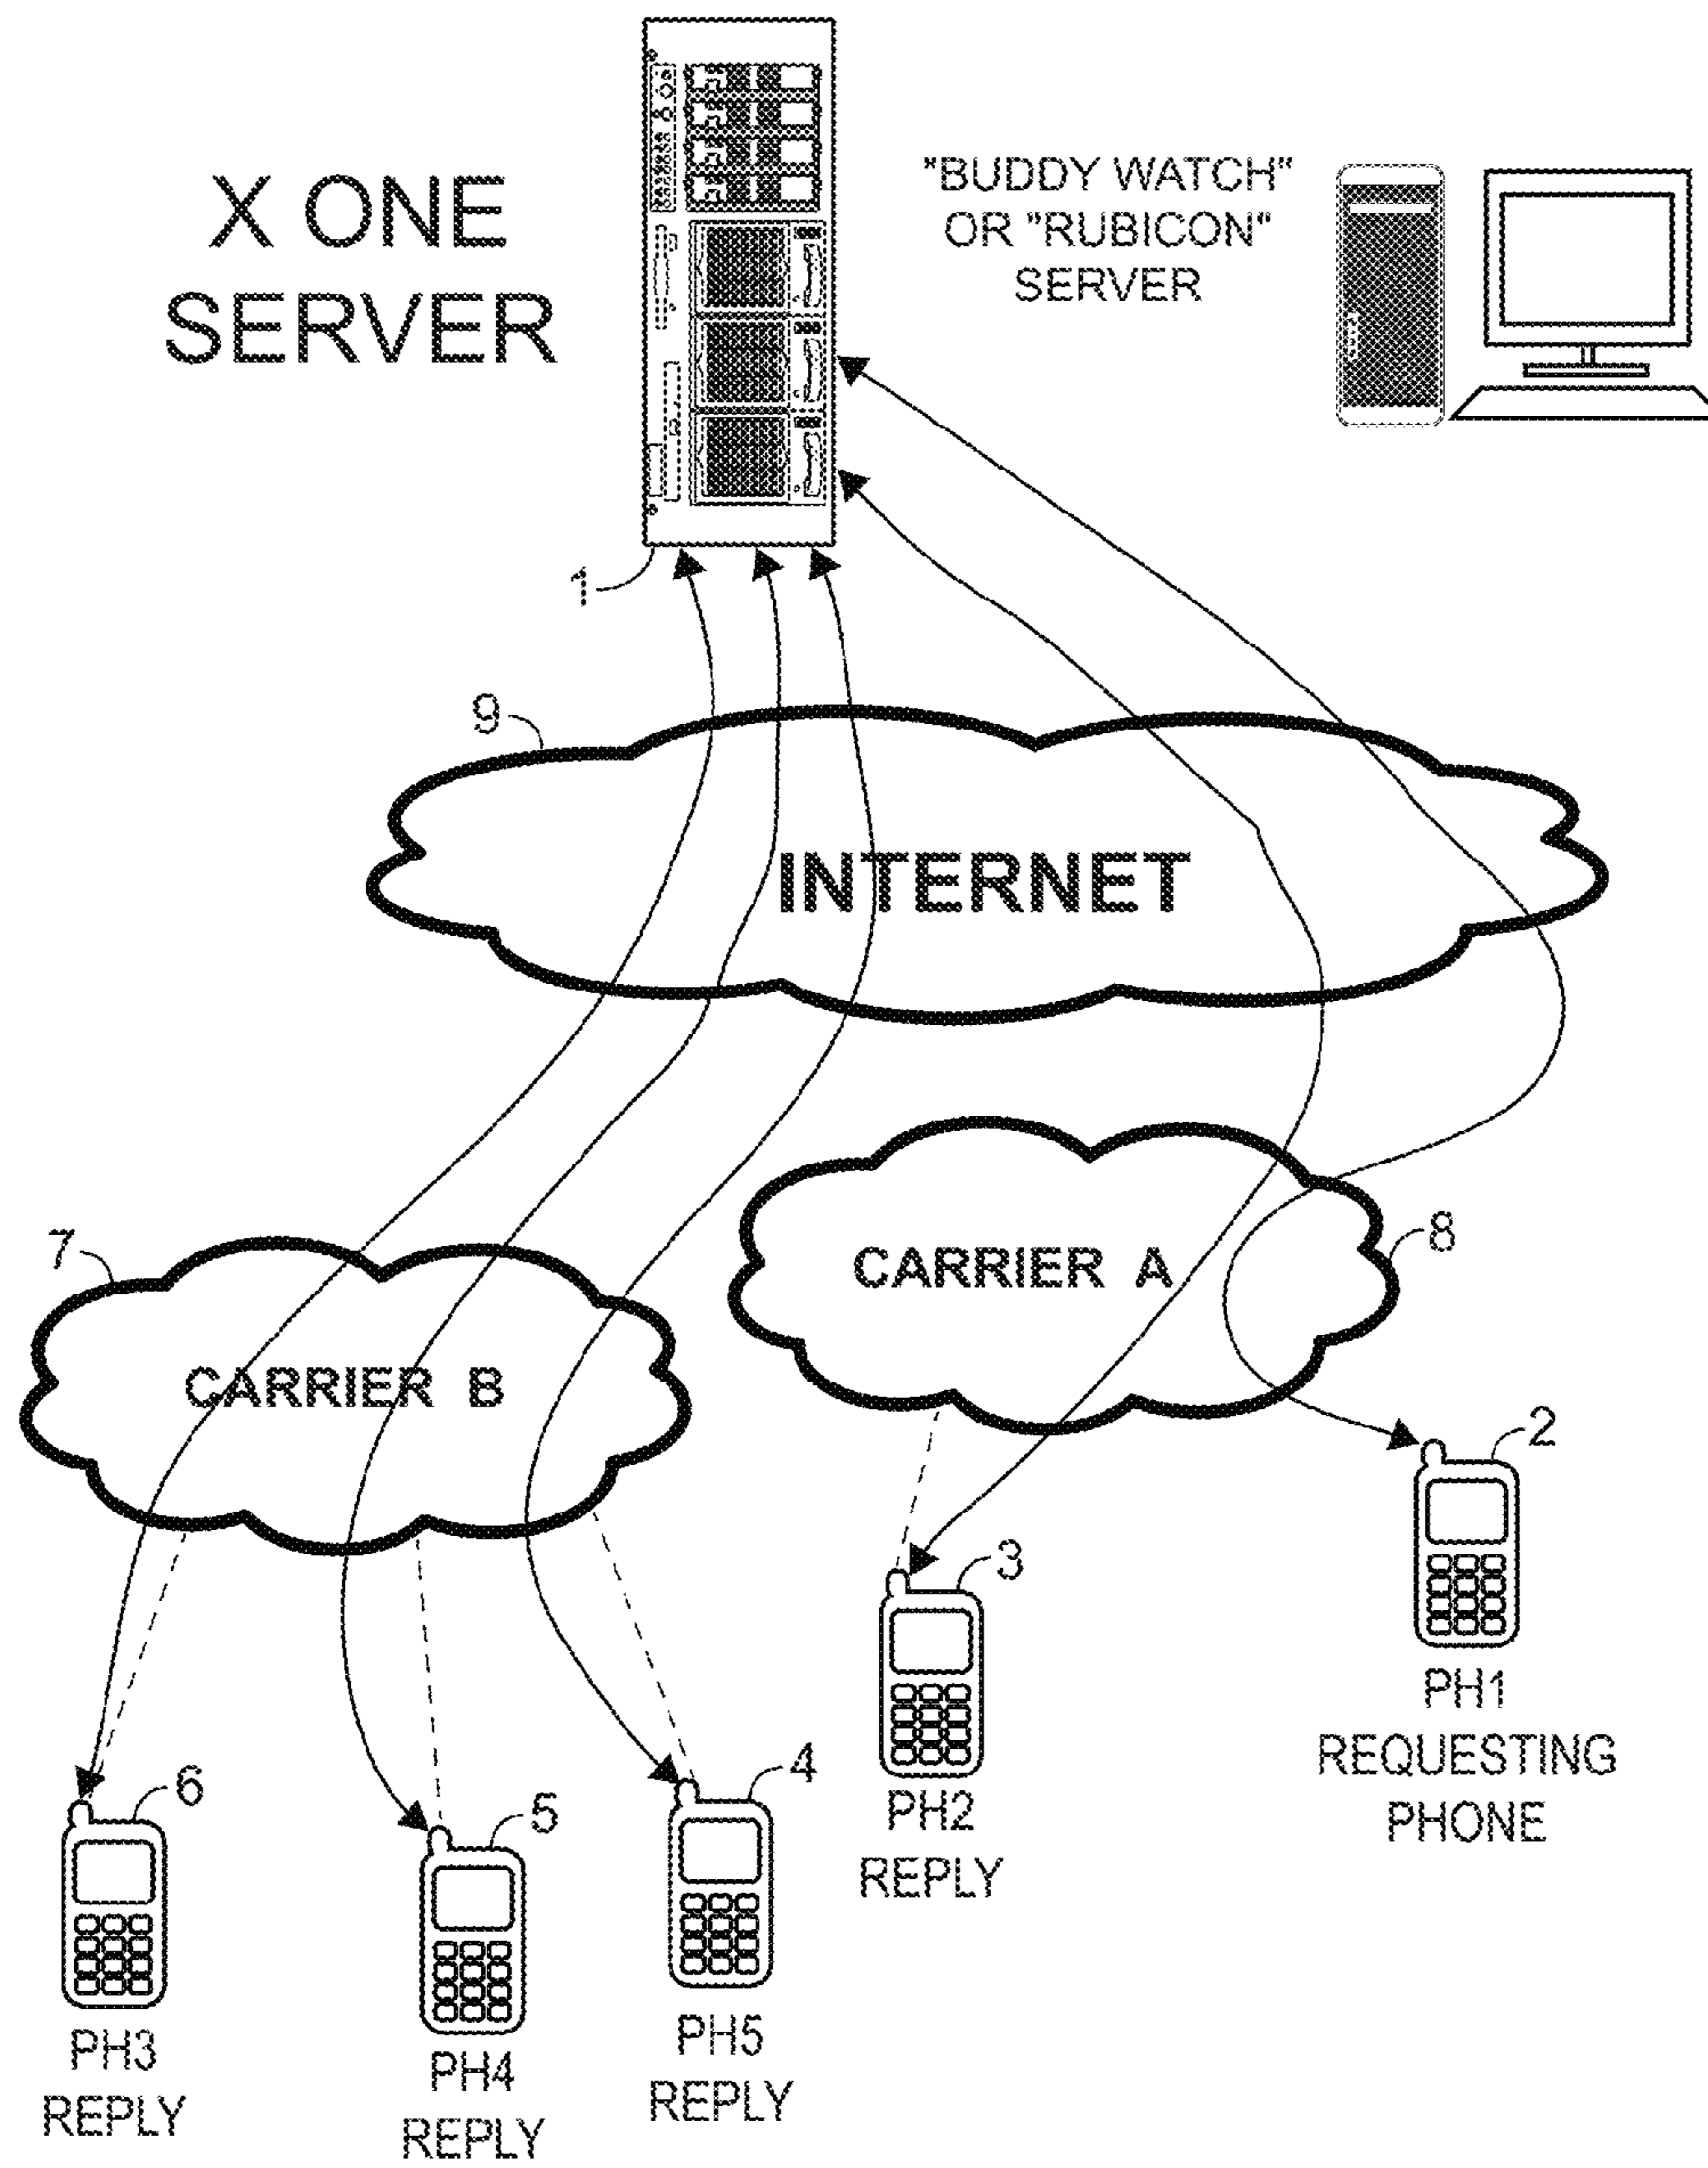 X ONE
SERVER
"BUDDY WATCH"
OR "RUBICON"
SERVER
1
9
INTERNET
7
CARRIER B
CARRIER A
8
2
3
PH1
REQUESTING
PHONE
PH2
REPLY
6
5
4
PH3
REPLY
PH4
REPLY
PH5
REPLY